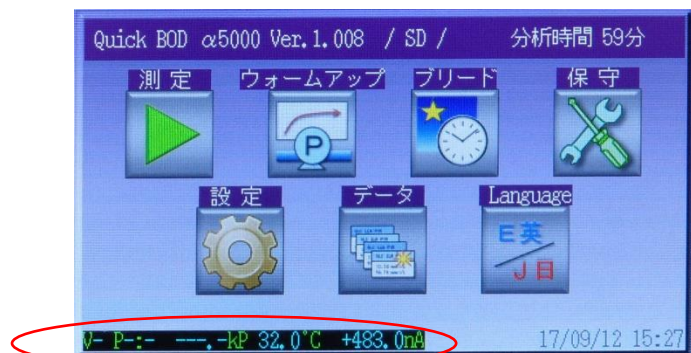 Quick BOD α5000 Ver.1.008 / SD / 分析時間 59分
測定 ウォームアップ ブリード 保守
P
設定 データ Language
E英
J日
V- P-:- ---.-kP 32.0°C +483.0nA 17/09/12 15:27